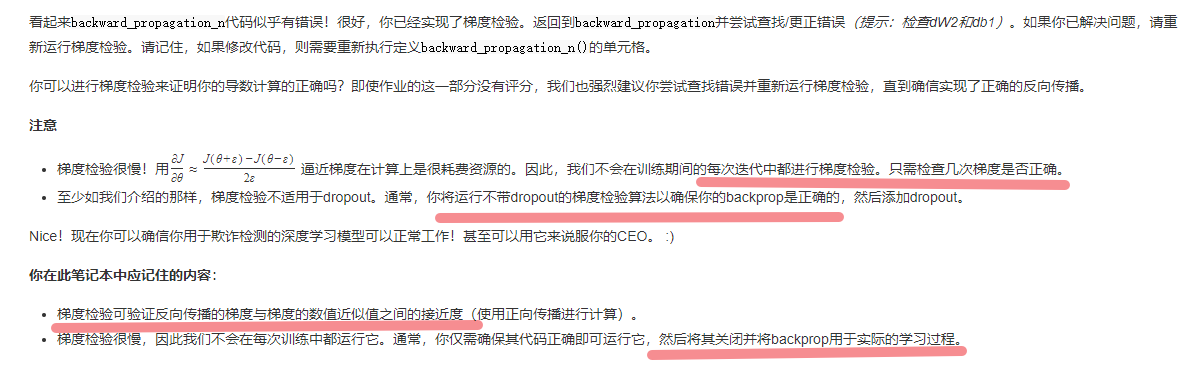 看起来backward_propagation_n代码似乎有错误！很好，你已经实现了梯度检验。返回到backward_propagation并尝试查找/更正错误（提示：检查dW2和db1）。如果你已解决问题，请重
新运行梯度检验。请记住，如果修改代码，则需要重新执行定义backward_propagation_n()的单元格。
你可以进行梯度检验来证明你的导数计算的正确吗？即使作业的这一部分没有评分，我们也强烈建议你尝试查找错误并重新运行梯度检验，直到确信实现了正确的反向传播。
注意
• 梯度检验很慢！用∂J/∂θ ≈ (J(θ+ε)−J(θ−ε))/2ε 逼近梯度在计算上是很耗费资源的。因此，我们不会在训练期间的每次迭代中都进行梯度检验。只需检查几次梯度是否正确。
• 至少如我们介绍的那样，梯度检验不适用于dropout。通常，你将运行不带dropout的梯度检验算法以确保你的backprop是正确的，然后添加dropout。
Nice！现在你可以确信你用于欺诈检测的深度学习模型可以正常工作！甚至可以用它来说服你的CEO。 :)
你在此笔记本中应记住的内容：
• 梯度检验可验证反向传播的梯度与梯度的数值近似值之间的接近度（使用正向传播进行计算）。
• 梯度检验很慢，因此我们不会在每次训练中都运行它。通常，你仅需确保其代码正确即可运行它，然后将其关闭并将backprop用于实际的学习过程。